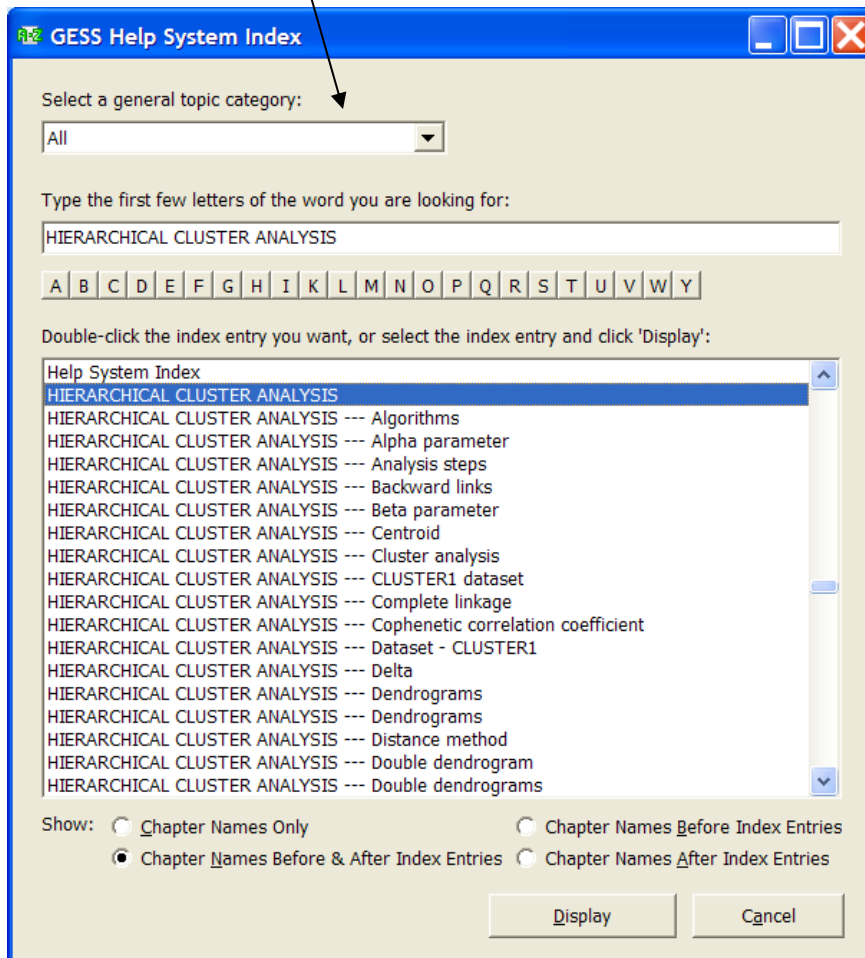 GESS Help System Index
Select a general topic category:
All
Type the first few letters of the word you are looking for:
HIERARCHICAL CLUSTER ANALYSIS
A B C D E F G H I K L M N O P Q R S T U V W Y
Double-click the index entry you want, or select the index entry and click 'Display':
Help System Index
HIERARCHICAL CLUSTER ANALYSIS
HIERARCHICAL CLUSTER ANALYSIS --- Algorithms
HIERARCHICAL CLUSTER ANALYSIS --- Alpha parameter
HIERARCHICAL CLUSTER ANALYSIS --- Analysis steps
HIERARCHICAL CLUSTER ANALYSIS --- Backward links
HIERARCHICAL CLUSTER ANALYSIS --- Beta parameter
HIERARCHICAL CLUSTER ANALYSIS --- Centroid
HIERARCHICAL CLUSTER ANALYSIS --- Cluster analysis
HIERARCHICAL CLUSTER ANALYSIS --- CLUSTER1 dataset
HIERARCHICAL CLUSTER ANALYSIS --- Complete linkage
HIERARCHICAL CLUSTER ANALYSIS --- Cophenetic correlation coefficient
HIERARCHICAL CLUSTER ANALYSIS --- Dataset - CLUSTER1
HIERARCHICAL CLUSTER ANALYSIS --- Delta
HIERARCHICAL CLUSTER ANALYSIS --- Dendrograms
HIERARCHICAL CLUSTER ANALYSIS --- Dendrograms
HIERARCHICAL CLUSTER ANALYSIS --- Distance method
HIERARCHICAL CLUSTER ANALYSIS --- Double dendrogram
HIERARCHICAL CLUSTER ANALYSIS --- Double dendrograms
Show: Chapter Names Only Chapter Names Before Index Entries
Chapter Names Before & After Index Entries Chapter Names After Index Entries
Display Cancel